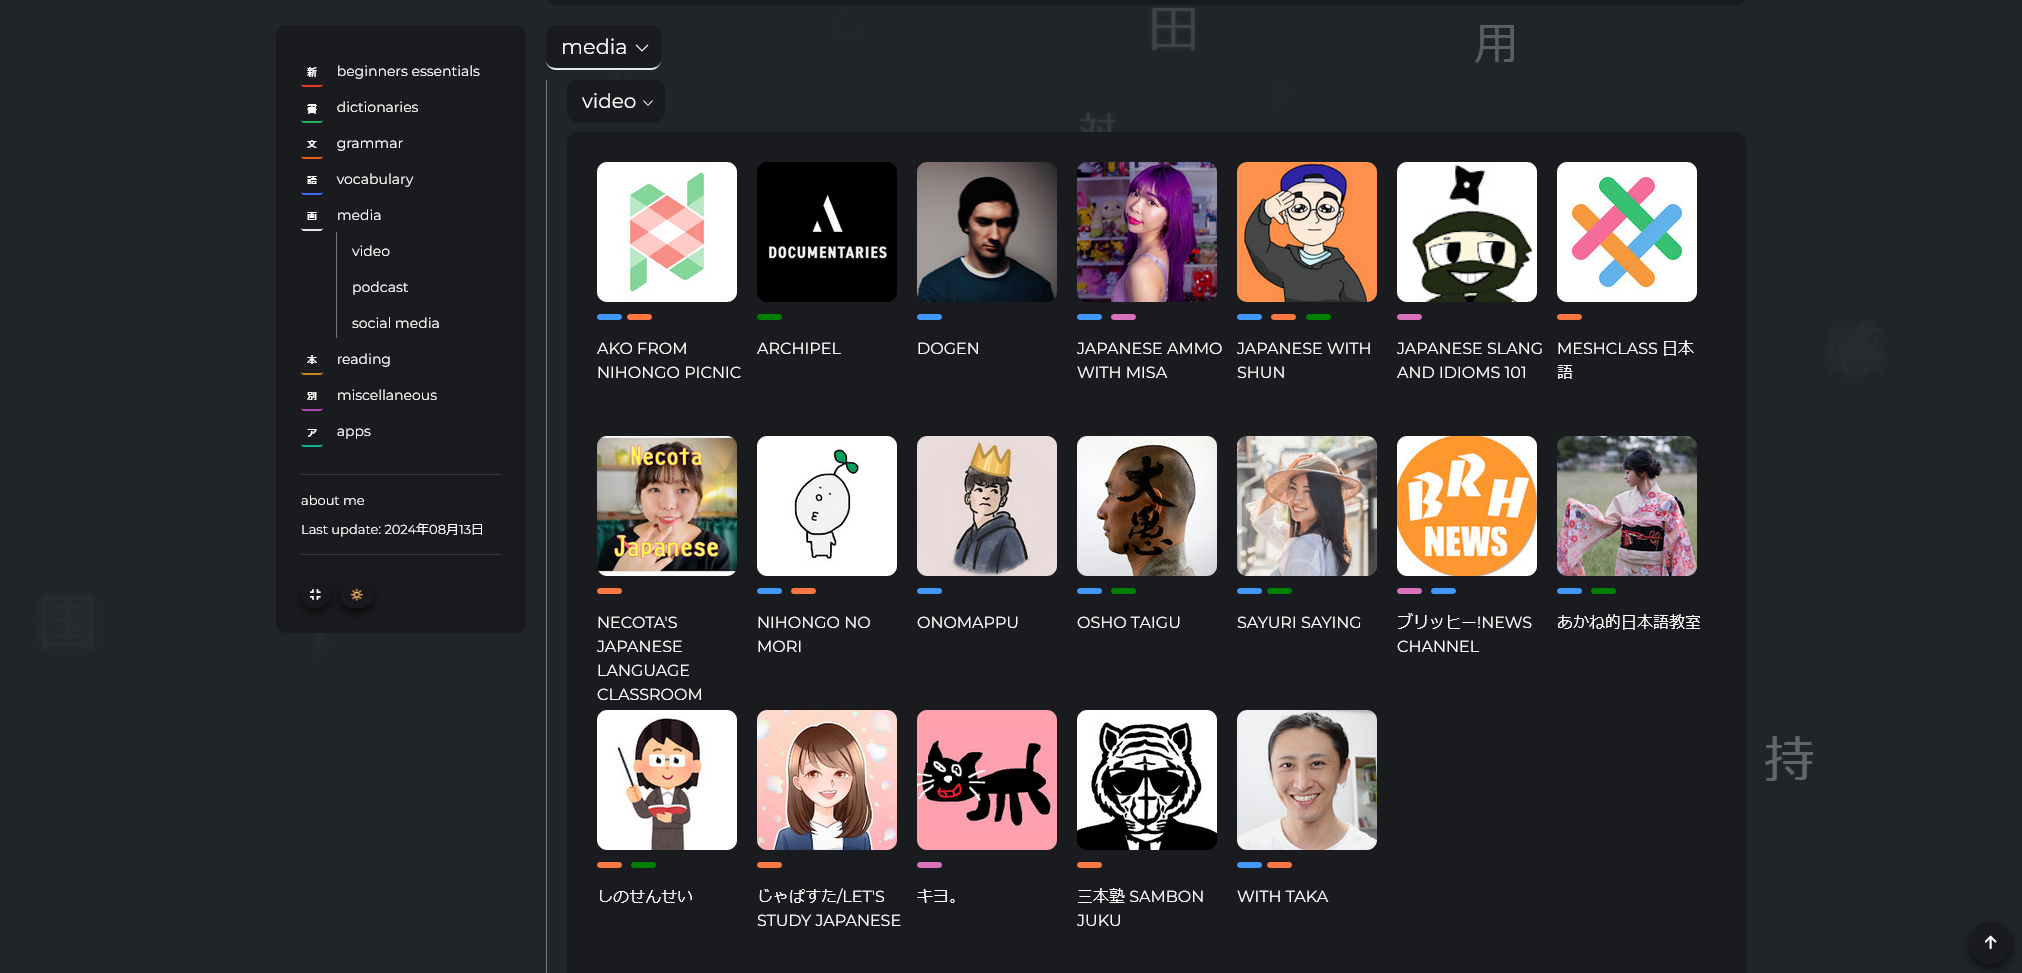 新 beginners essentials
書 dictionaries
文 grammar
語 vocabulary
画 media
video
podcast
social media
本 reading
別 miscellaneous
ア apps
about me
Last update: 2024年08月13日
media
video
田
用
対
感
持
国
DOCUMENTARIES
AKO FROM
NIHONGO PICNIC
ARCHIPEL
DOGEN
JAPANESE AMMO
WITH MISA
JAPANESE WITH
SHUN
JAPANESE SLANG
AND IDIOMS 101
MESHCLASS 日本
語
Necota
Japanese
大愚
BRH
NEWS
NECOTA'S
JAPANESE
LANGUAGE
CLASSROOM
NIHONGO NO
MORI
ONOMAPPU
OSHO TAIGU
SAYURI SAYING
ブリッヒー!NEWS
CHANNEL
あかね的日本語教室
しのせんせい
じゃぱすた/LET'S
STUDY JAPANESE
キヨ。
三本塾 SAMBON
JUKU
WITH TAKA